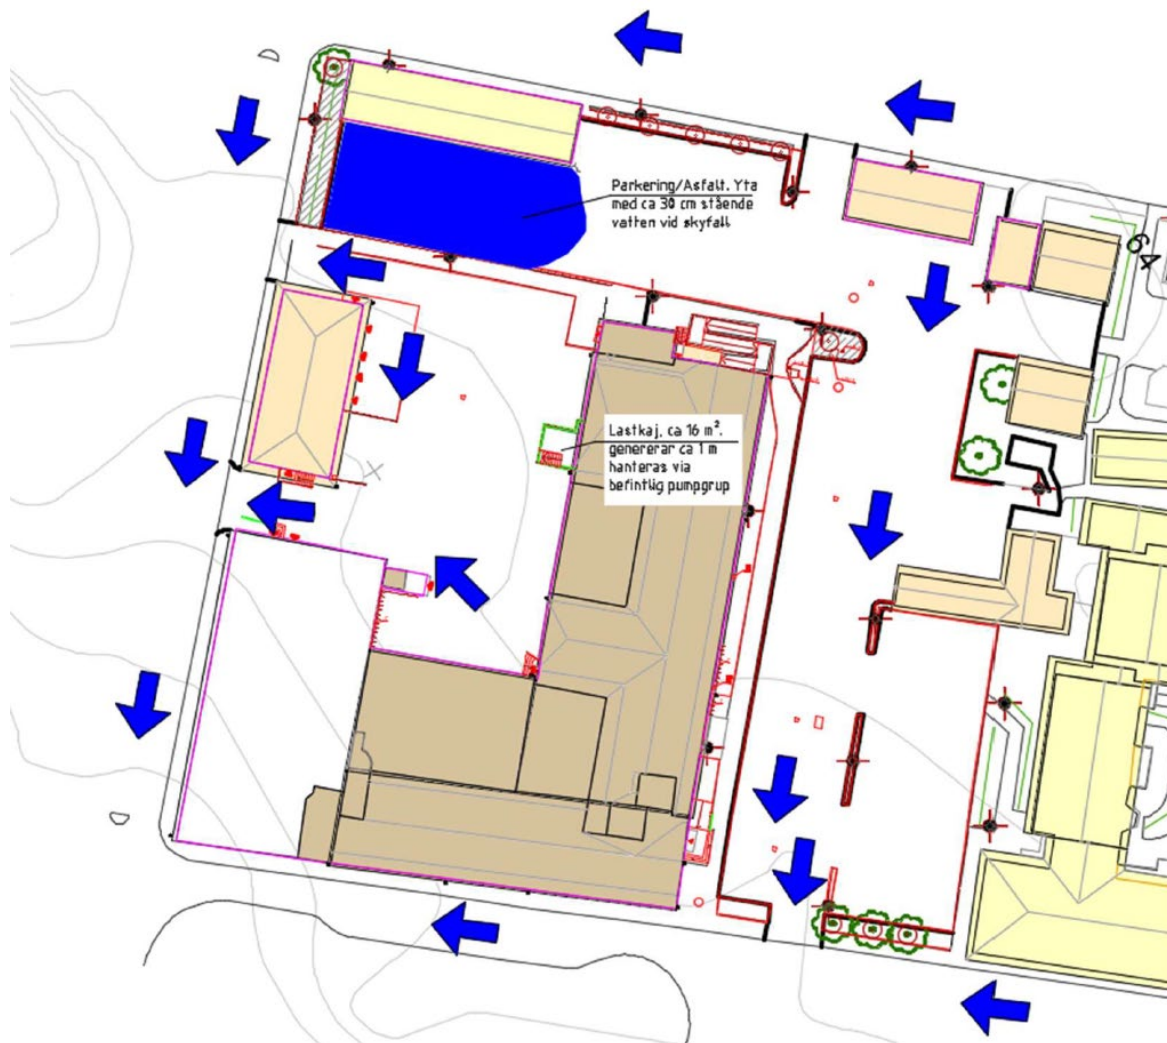 Parkering/Asfalt. Yta
med ca 30 cm stående
vatten vid skyfall
64
Lastkaj, ca 16 m².
genererar ca 1 m
hanteras via
befintlig pumpgrup